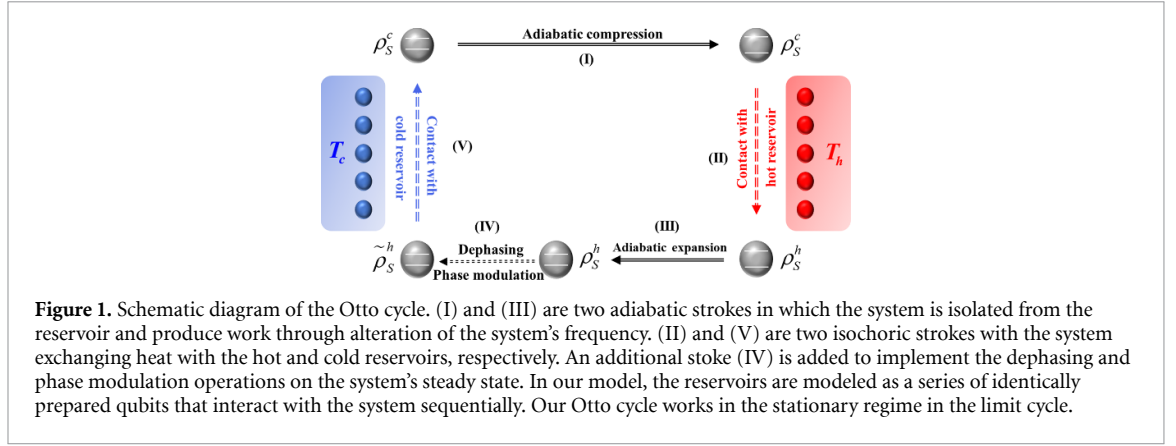 ρ_S^c
Adiabatic compression
(I)
ρ_S^c
T_c
Contact with
cold reservoir
(V)
(II)
Contact with
hot reservoir
T_h
ρ̃_S^h
(IV)
Dephasing
Phase modulation
ρ_S^h
(III)
Adiabatic expansion
ρ_S^h
Figure 1. Schematic diagram of the Otto cycle. (I) and (III) are two adiabatic strokes in which the system is isolated from the
reservoir and produce work through alteration of the system's frequency. (II) and (V) are two isochoric strokes with the system
exchanging heat with the hot and cold reservoirs, respectively. An additional stoke (IV) is added to implement the dephasing and
phase modulation operations on the system's steady state. In our model, the reservoirs are modeled as a series of identically
prepared qubits that interact with the system sequentially. Our Otto cycle works in the stationary regime in the limit cycle.